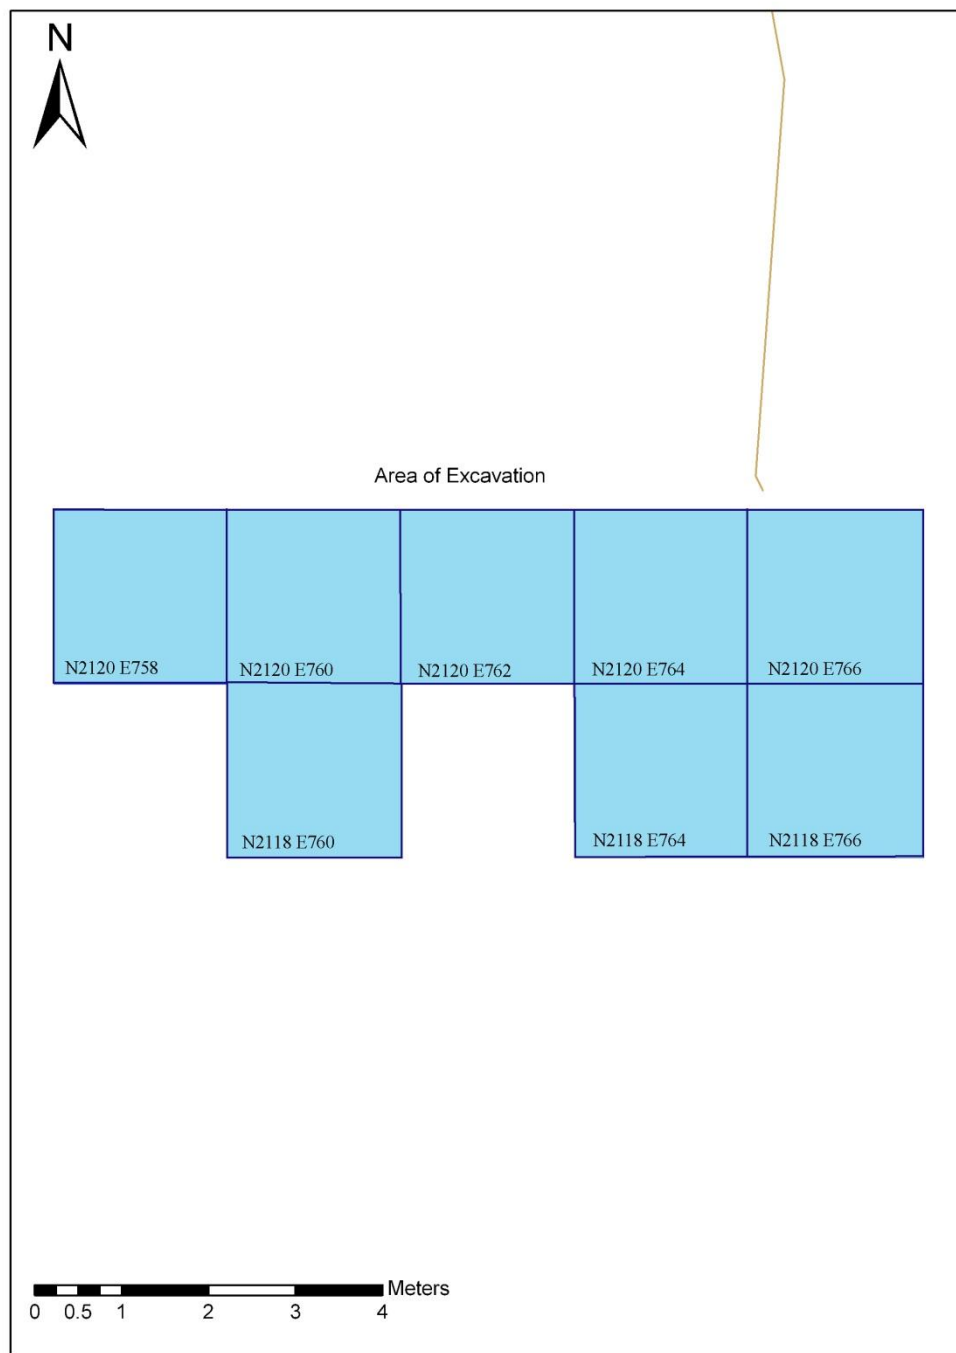 N
Area of Excavation
N2120 E758
N2120 E760
N2120 E762
N2120 E764
N2120 E766
N2118 E760
N2118 E764
N2118 E766
Meters
0 0.5 1 2 3 4